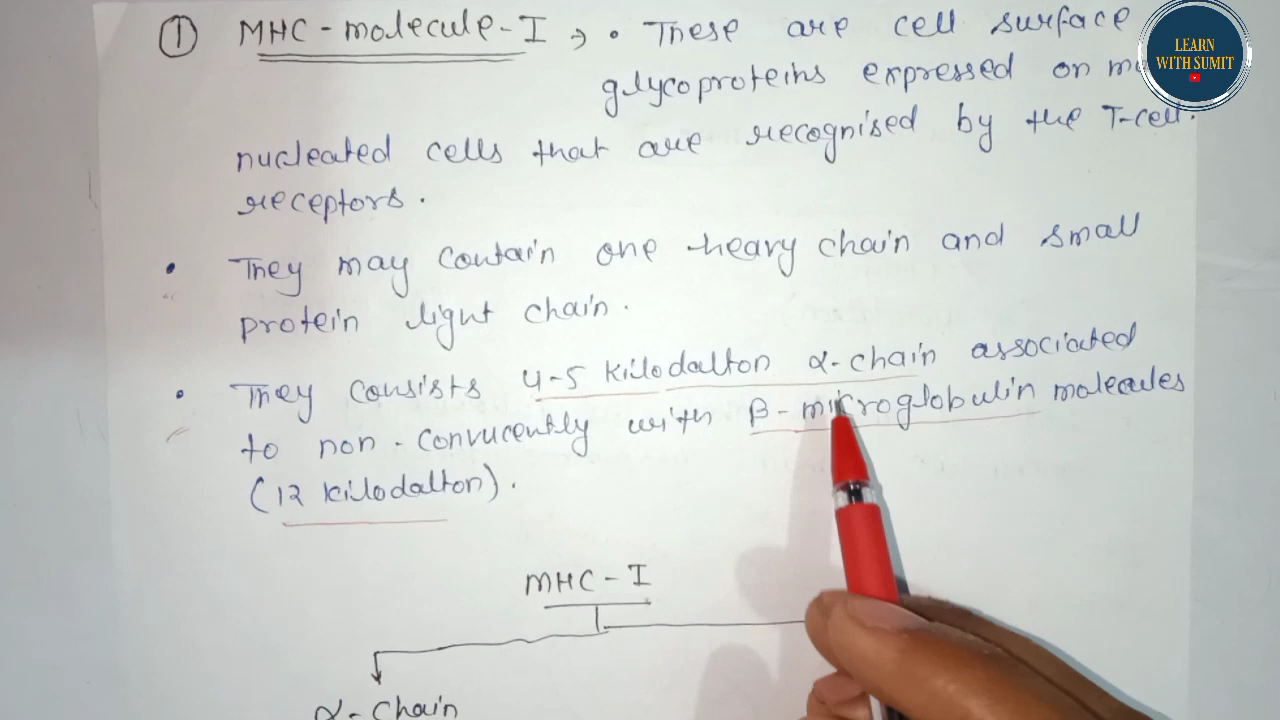 ① MHC-molecule-I → • These are cell surface
glycoproteins expressed on
nucleated cells that are recognised by the T-cell.
receptors.
• They may contain one heavy chain and small
protein light chain.
• They consists 4-5 kilodalton α-chain associated
to non-convucently with β-microglobulin molecules
(12 kilodalton).
MHC-I
α-chain
LEARN
WITH SUMIT